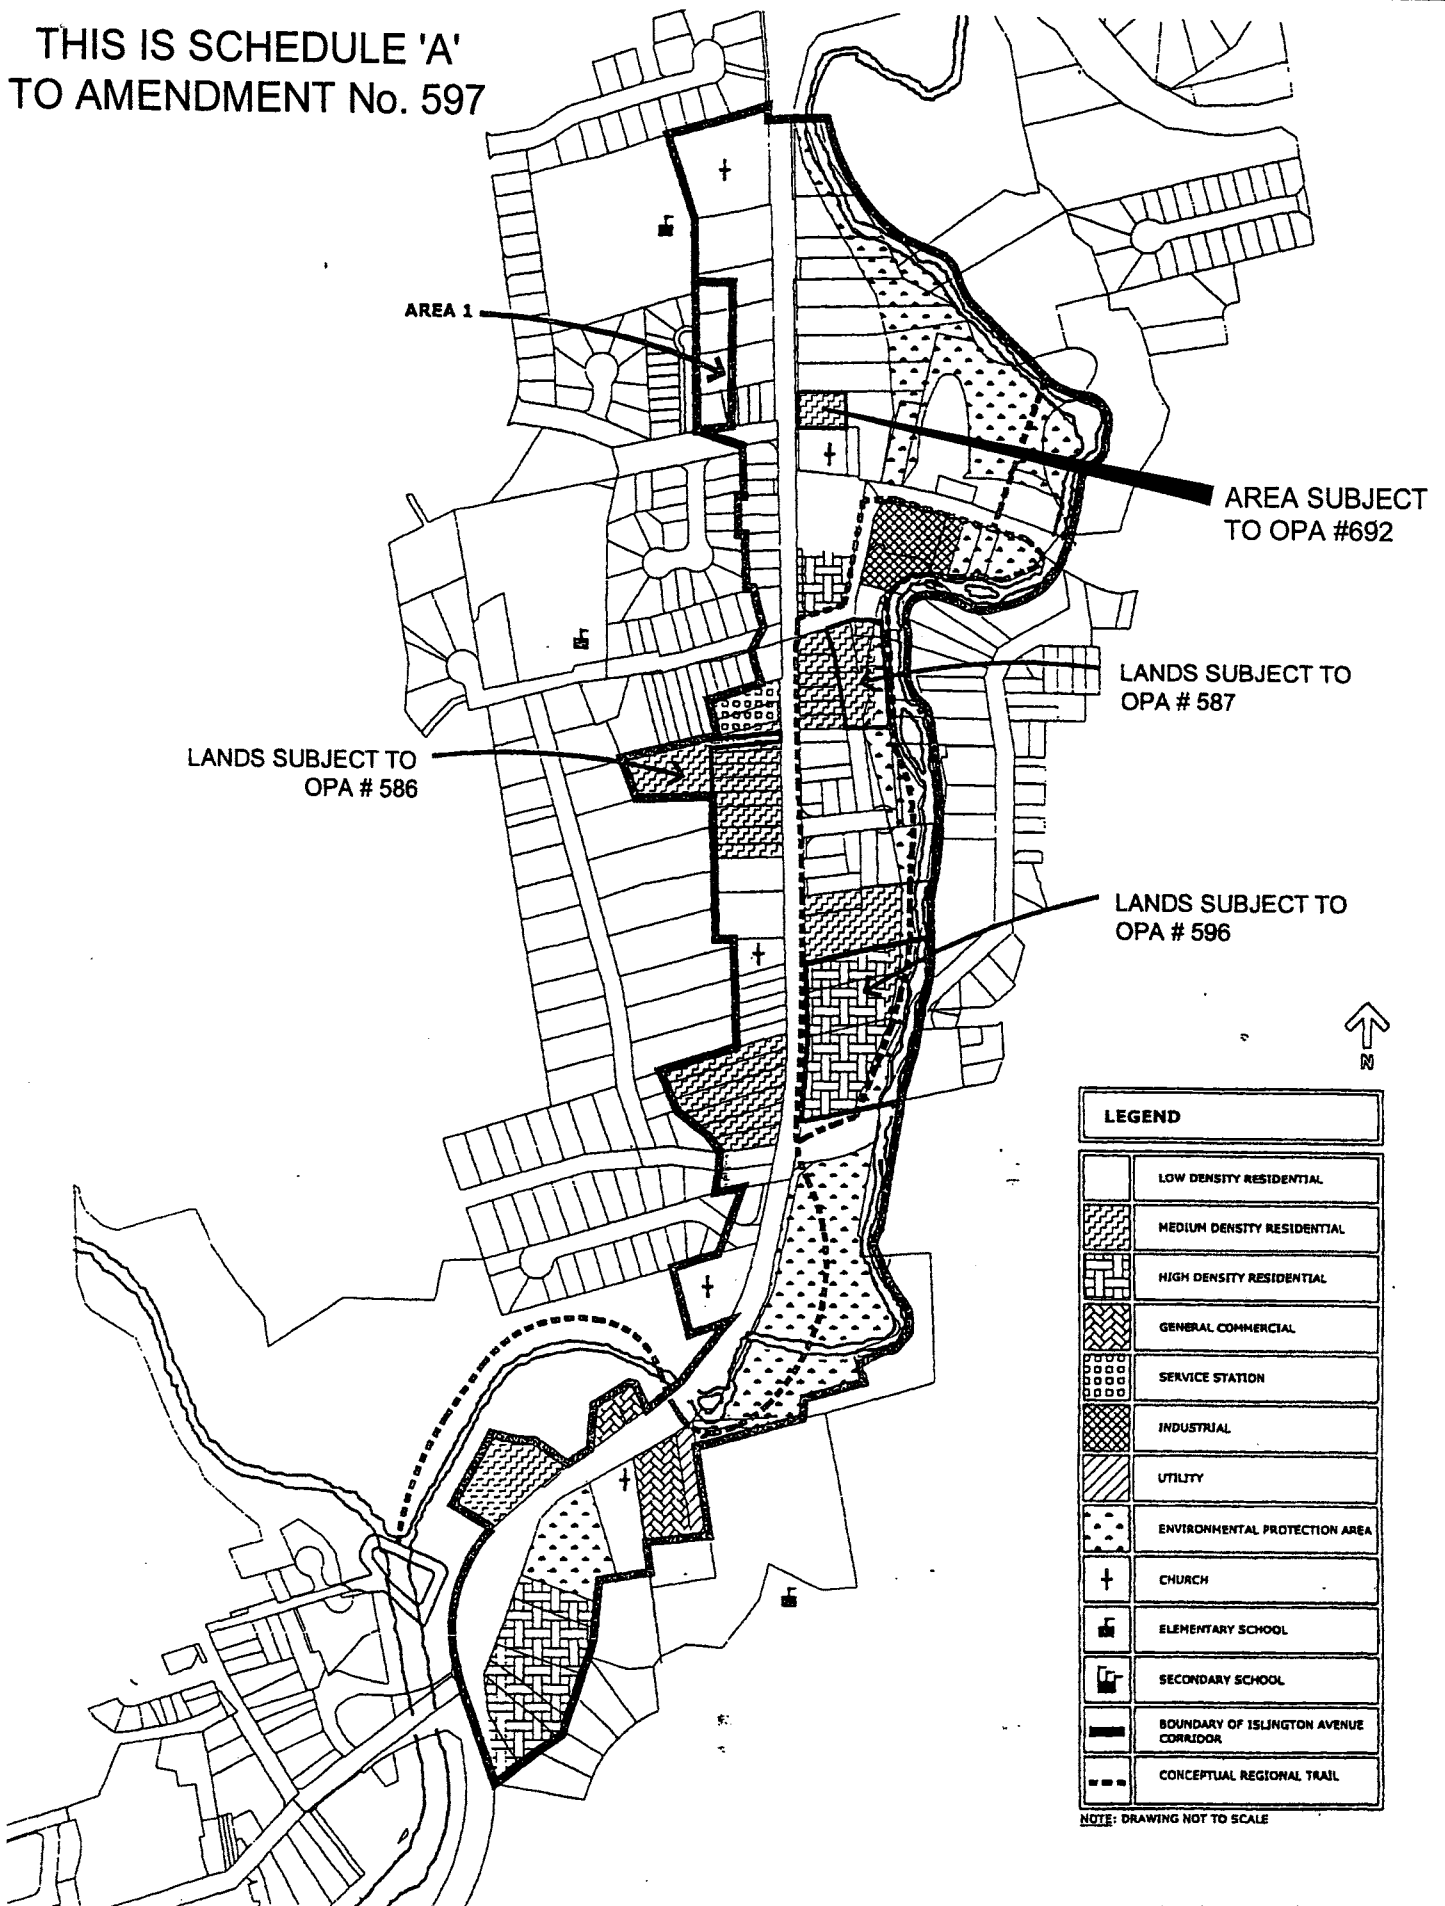 THIS IS SCHEDULE 'A'
TO AMENDMENT No. 597
AREA 1
AREA SUBJECT
TO OPA #692
LANDS SUBJECT TO
OPA # 587
LANDS SUBJECT TO
OPA # 586
LANDS SUBJECT TO
OPA # 596
N
LEGEND
LOW DENSITY RESIDENTIAL
MEDIUM DENSITY RESIDENTIAL
HIGH DENSITY RESIDENTIAL
GENERAL COMMERCIAL
SERVICE STATION
INDUSTRIAL
UTILITY
ENVIRONMENTAL PROTECTION AREA
CHURCH
ELEMENTARY SCHOOL
SECONDARY SCHOOL
BOUNDARY OF ISLINGTON AVENUE
CORRIDOR
CONCEPTUAL REGIONAL TRAIL
NOTE: DRAWING NOT TO SCALE